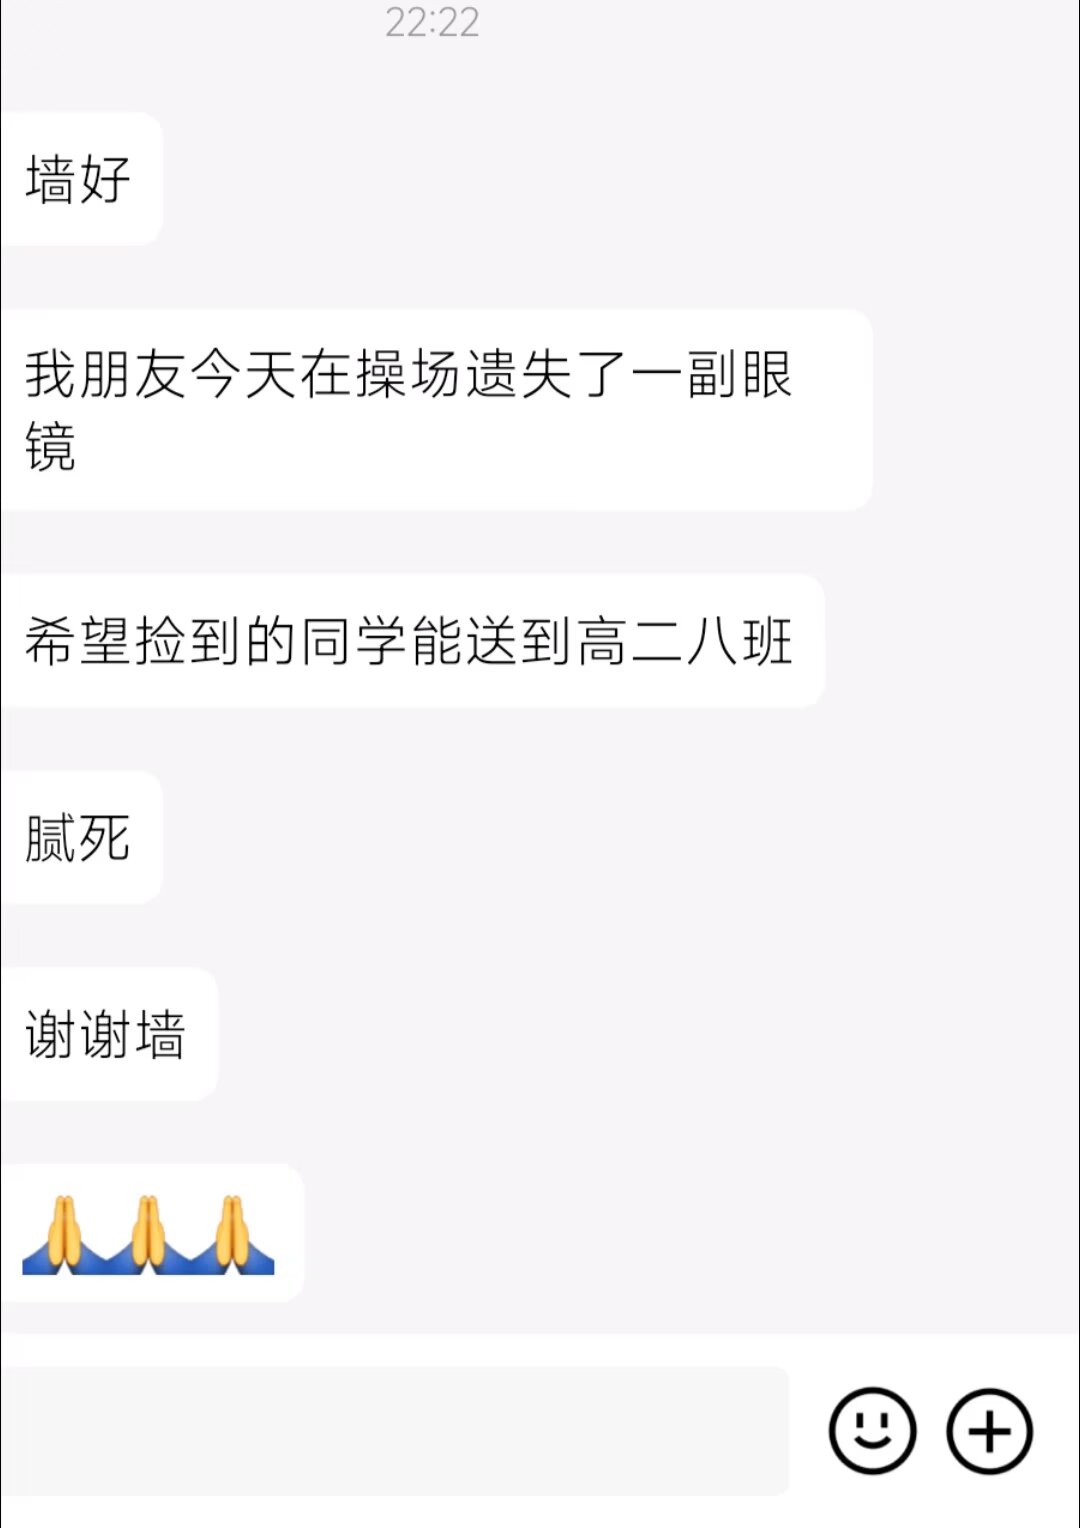 22:22
墙好
我朋友今天在操场遗失了一副眼
镜
希望捡到的同学能送到高二八班
腻死
谢谢墙
🙏🙏🙏